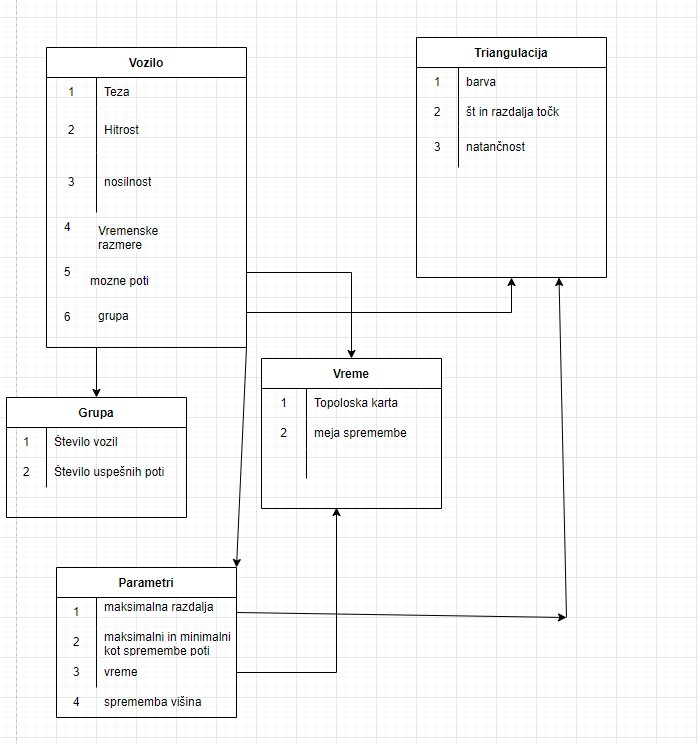 Vozilo
1 Teza
2 Hitrost
3 nosilnost
4 Vremenske
razmere
5 mozne poti
6 grupa
Triangulacija
1 barva
2 št in razdalja točk
3 natančnost
Vreme
1 Topoloska karta
2 meja spremembe
Grupa
1 Število vozil
2 Število uspešnih poti
Parametri
1 maksimalna razdalja
2 maksimalni in minimalni
kot spremembe poti
3 vreme
4 sprememba višina